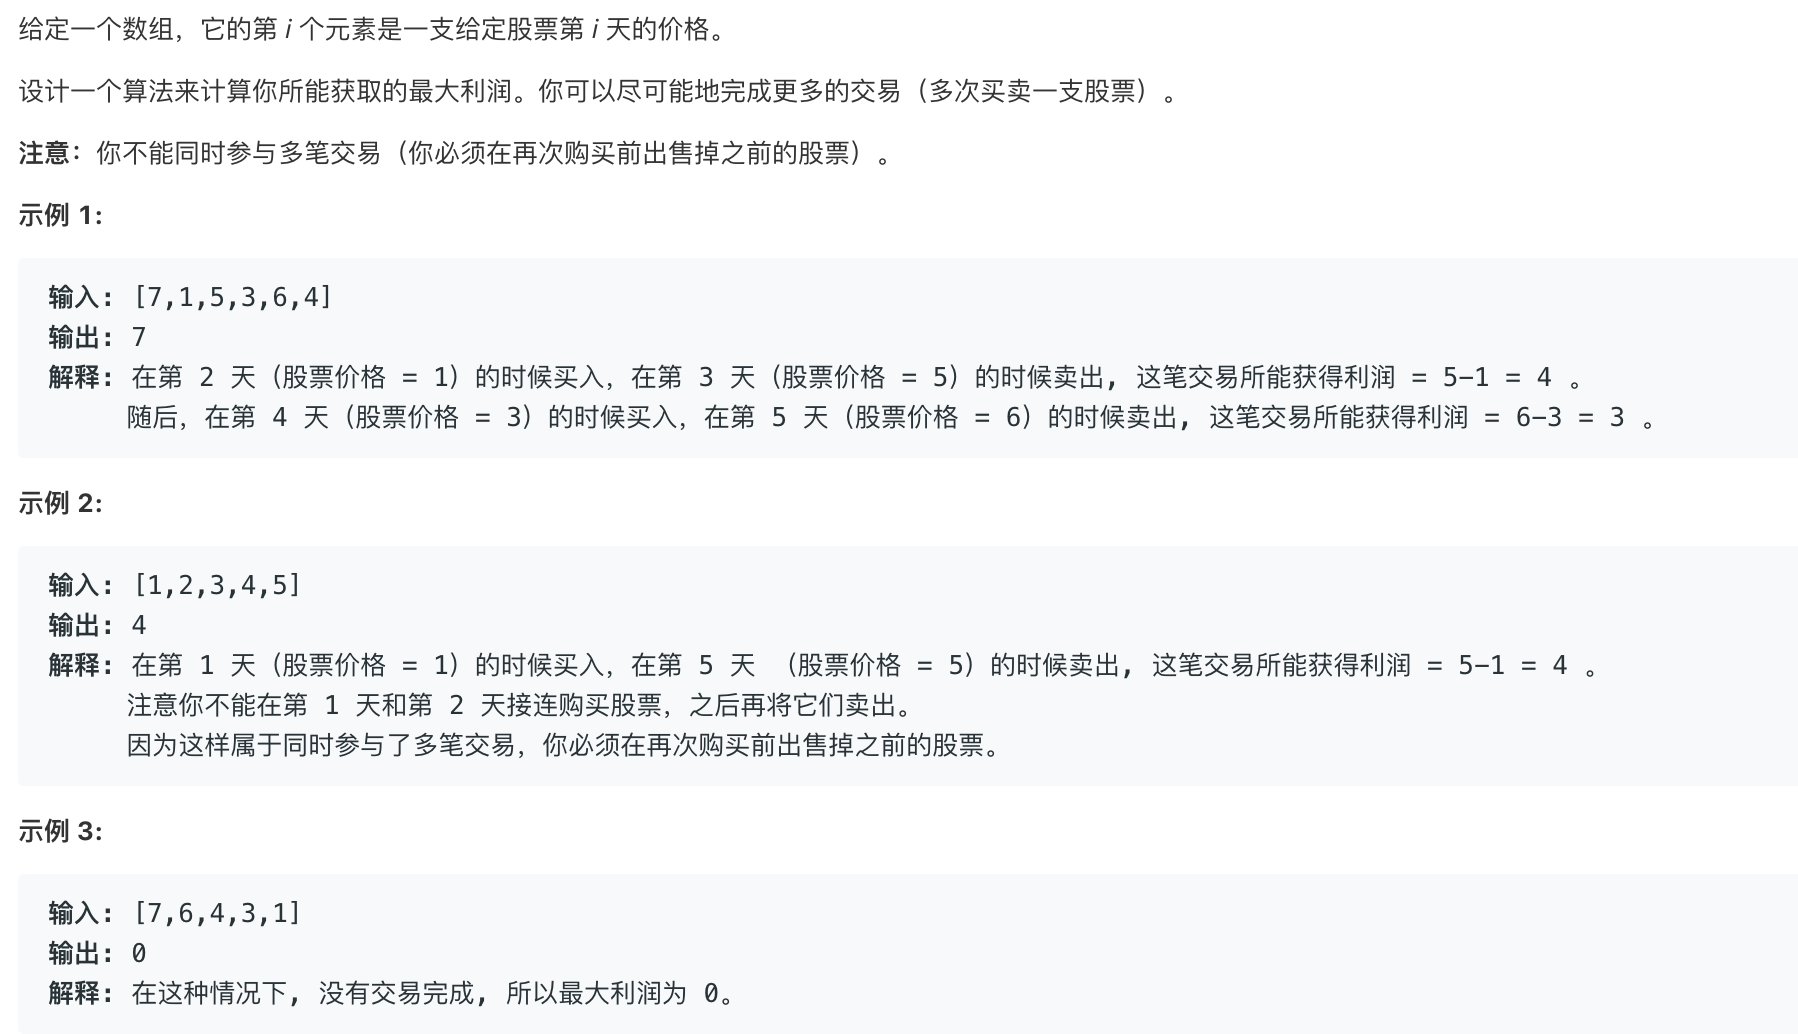 给定一个数组，它的第 i 个元素是一支给定股票第 i 天的价格。
设计一个算法来计算你所能获取的最大利润。你可以尽可能地完成更多的交易（多次买卖一支股票）。
注意：你不能同时参与多笔交易（你必须在再次购买前出售掉之前的股票）。
示例 1:
输入: [7,1,5,3,6,4]
输出: 7
解释: 在第 2 天（股票价格 = 1）的时候买入，在第 3 天（股票价格 = 5）的时候卖出, 这笔交易所能获得利润 = 5-1 = 4 。
随后，在第 4 天（股票价格 = 3）的时候买入，在第 5 天（股票价格 = 6）的时候卖出, 这笔交易所能获得利润 = 6-3 = 3 。
示例 2:
输入: [1,2,3,4,5]
输出: 4
解释: 在第 1 天（股票价格 = 1）的时候买入，在第 5 天 （股票价格 = 5）的时候卖出, 这笔交易所能获得利润 = 5-1 = 4 。
注意你不能在第 1 天和第 2 天接连购买股票，之后再将它们卖出。
因为这样属于同时参与了多笔交易，你必须在再次购买前出售掉之前的股票。
示例 3:
输入: [7,6,4,3,1]
输出: 0
解释: 在这种情况下, 没有交易完成, 所以最大利润为 0。